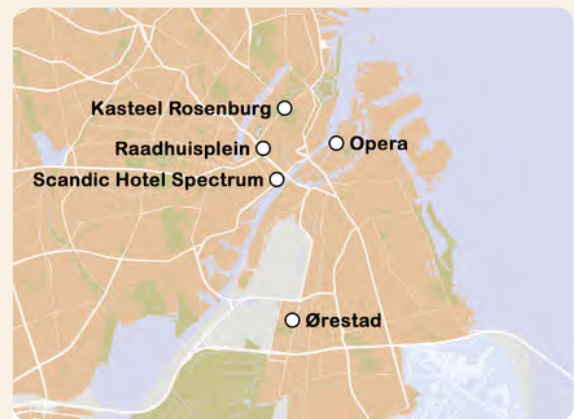 Kasteel Rosenburg
Raadhuisplein
Opera
Scandic Hotel Spectrum
Ørestad